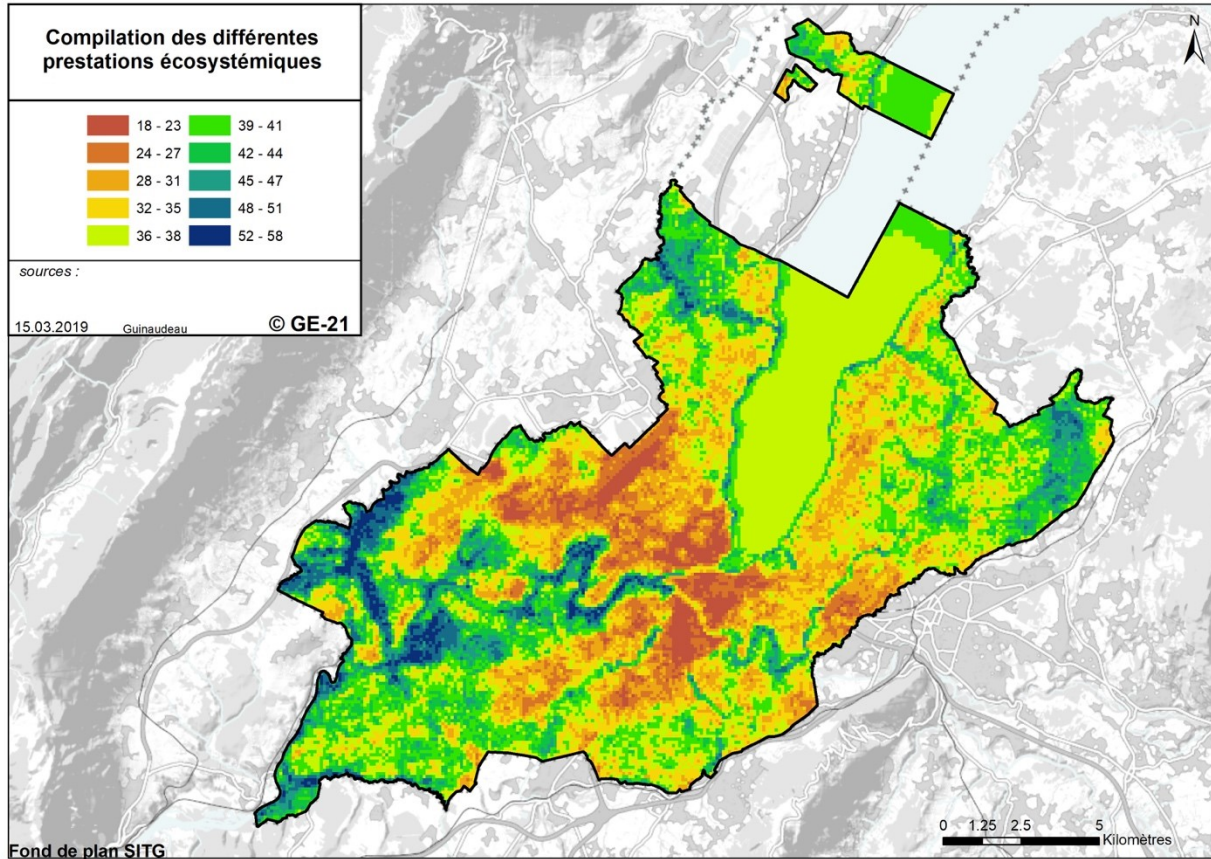 Compilation des différentes
prestations écosystémiques
18 - 23
24 - 27
28 - 31
32 - 35
36 - 38
39 - 41
42 - 44
45 - 47
48 - 51
52 - 58
sources :
15.03.2019 Guinaudeau © GE-21
N
0 1.25 2.5 5
Kilomètres
Fond de plan SITG